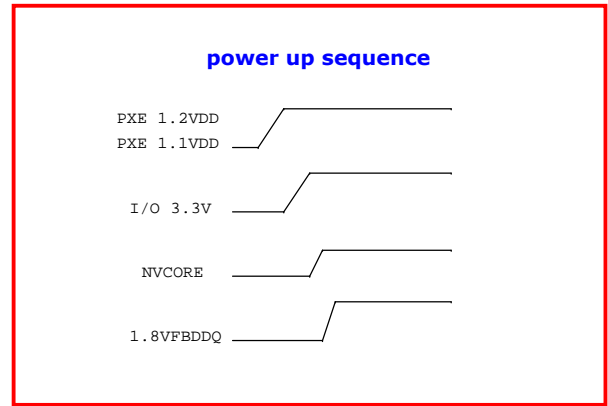 power up sequence
PXE 1.2VDD
PXE 1.1VDD
I/O 3.3V
NVCORE
1.8VFBDDQ